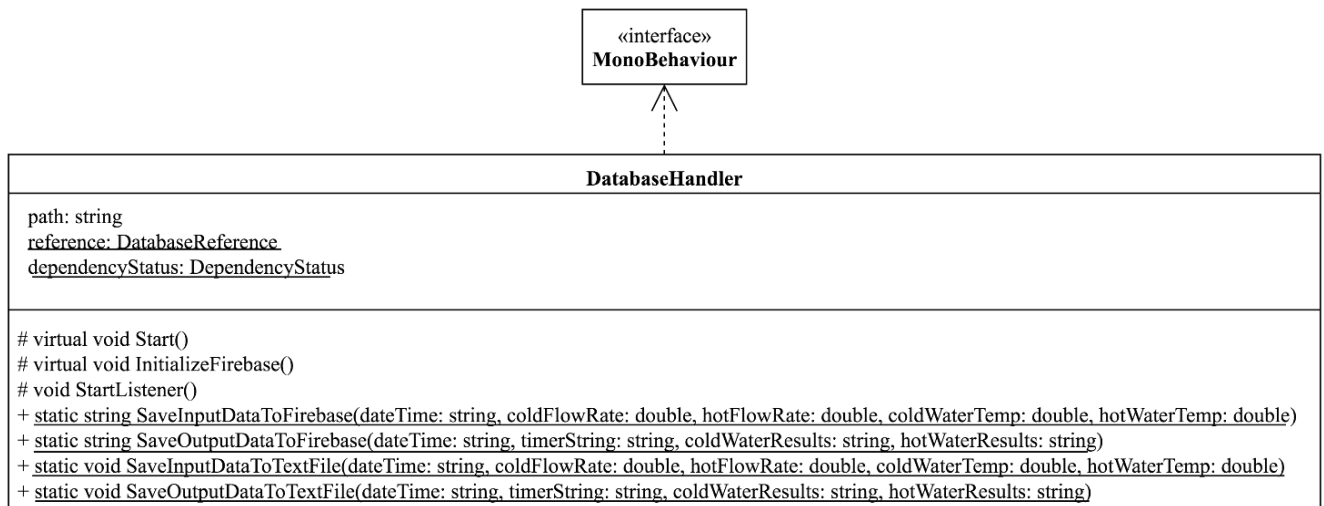 «interface»
MonoBehaviour
DatabaseHandler
path: string
reference: DatabaseReference
dependencyStatus: DependencyStatus
# virtual void Start()
# virtual void InitializeFirebase()
# void StartListener()
+ static string SaveInputDataToFirebase(dateTime: string, coldFlowRate: double, hotFlowRate: double, coldWaterTemp: double, hotWaterTemp: double)
+ static string SaveOutputDataToFirebase(dateTime: string, timerString: string, coldWaterResults: string, hotWaterResults: string)
+ static void SaveInputDataToTextFile(dateTime: string, coldFlowRate: double, hotFlowRate: double, coldWaterTemp: double, hotWaterTemp: double)
+ static void SaveOutputDataToTextFile(dateTime: string, timerString: string, coldWaterResults: string, hotWaterResults: string)